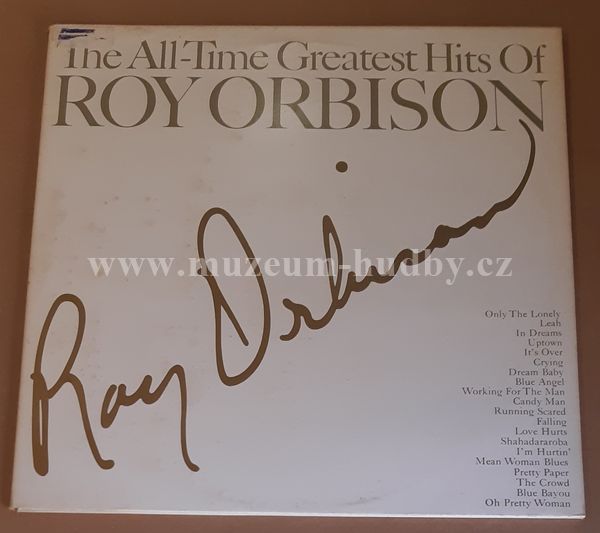 The All-Time Greatest Hits Of
ROY ORBISON
Roy Orbison
www.muzeum-hudby.cz
Only The Lonely
Leah
In Dreams
Uptown
It's Over
Crying
Dream Baby
Blue Angel
Working For The Man
Candy Man
Running Scared
Falling
Love Hurts
Shahadararoba
I'm Hurtin'
Mean Woman Blues
Pretty Paper
The Crowd
Blue Bayou
Oh Pretty Woman